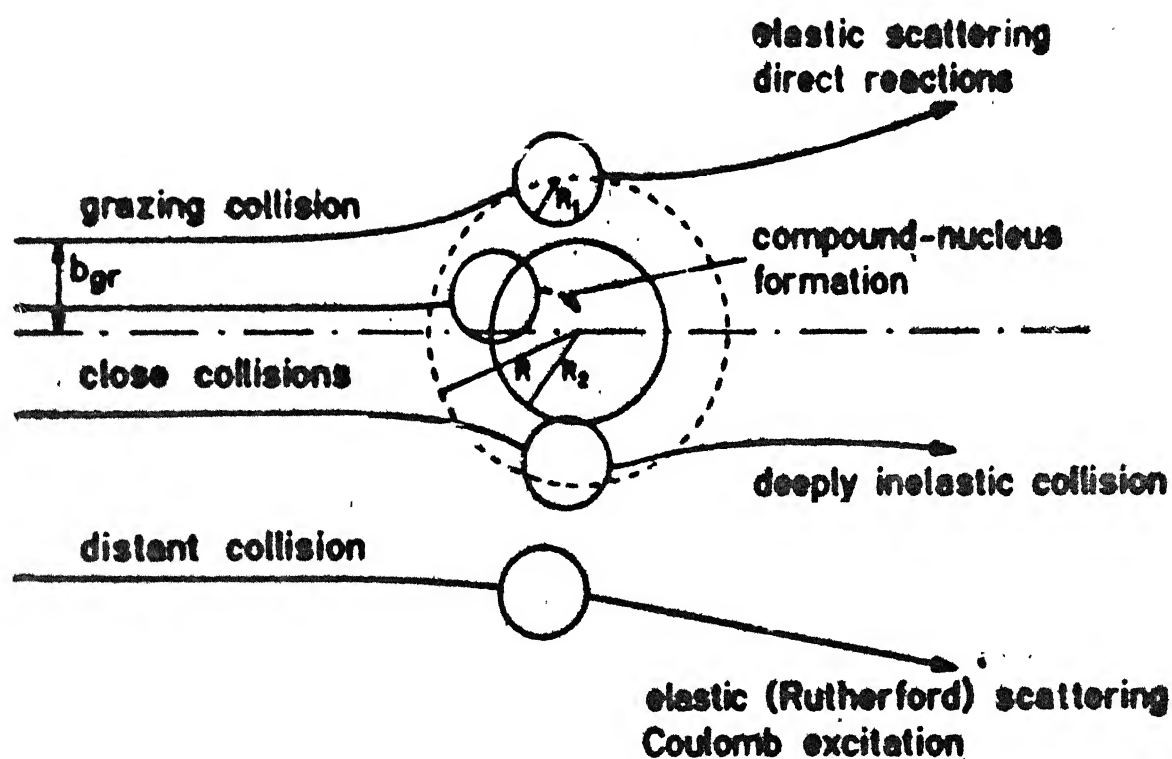 elastic scattering
direct reactions
grazing collision
R₁
compound-nucleus
formation
b_gr
close collisions
R
R₂
deeply inelastic collision
distant collision
elastic (Rutherford) scattering
Coulomb excitation